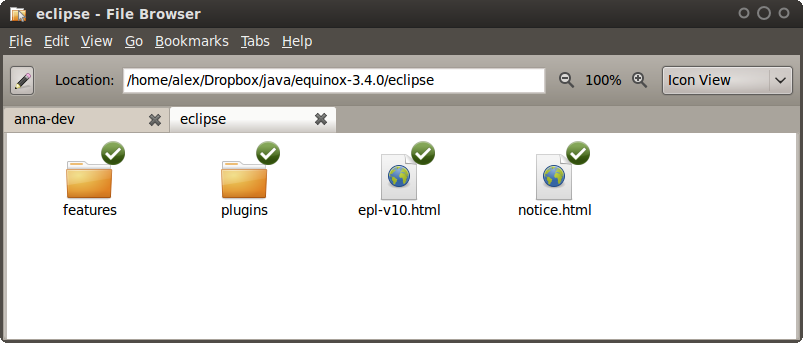 eclipse - File Browser
File Edit View Go Bookmarks Tabs Help
Location: /home/alex/Dropbox/java/equinox-3.4.0/eclipse 100% Icon View
anna-dev eclipse
features plugins epl-v10.html notice.html